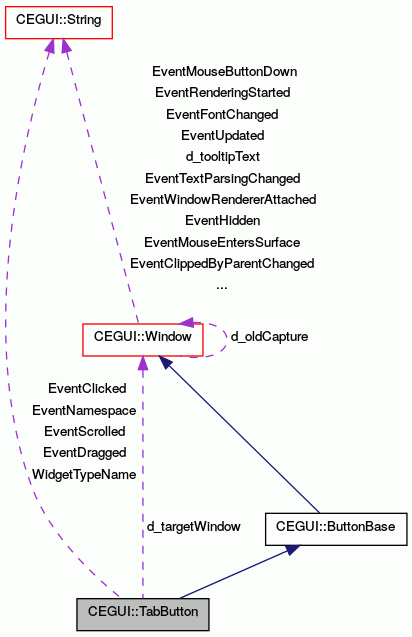 CEGUI::String
EventMouseButtonDown
EventRenderingStarted
EventFontChanged
EventUpdated
d_tooltipText
EventTextParsingChanged
EventWindowRendererAttached
EventHidden
EventMouseEntersSurface
EventClippedByParentChanged
...
CEGUI::Window
d_oldCapture
EventClicked
EventNamespace
EventScrolled
EventDragged
WidgetTypeName
d_targetWindow
CEGUI::ButtonBase
CEGUI::TabButton